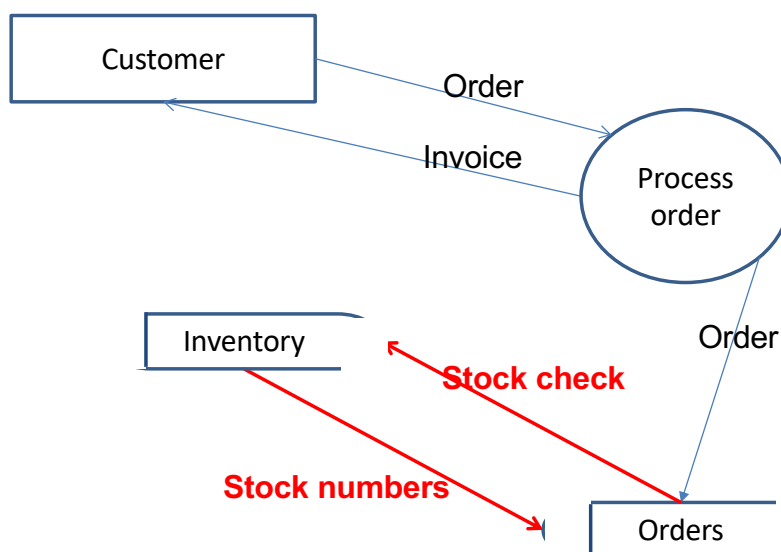 Customer
Order
Invoice
Process
order
Inventory
Order
Stock check
Stock numbers
Orders